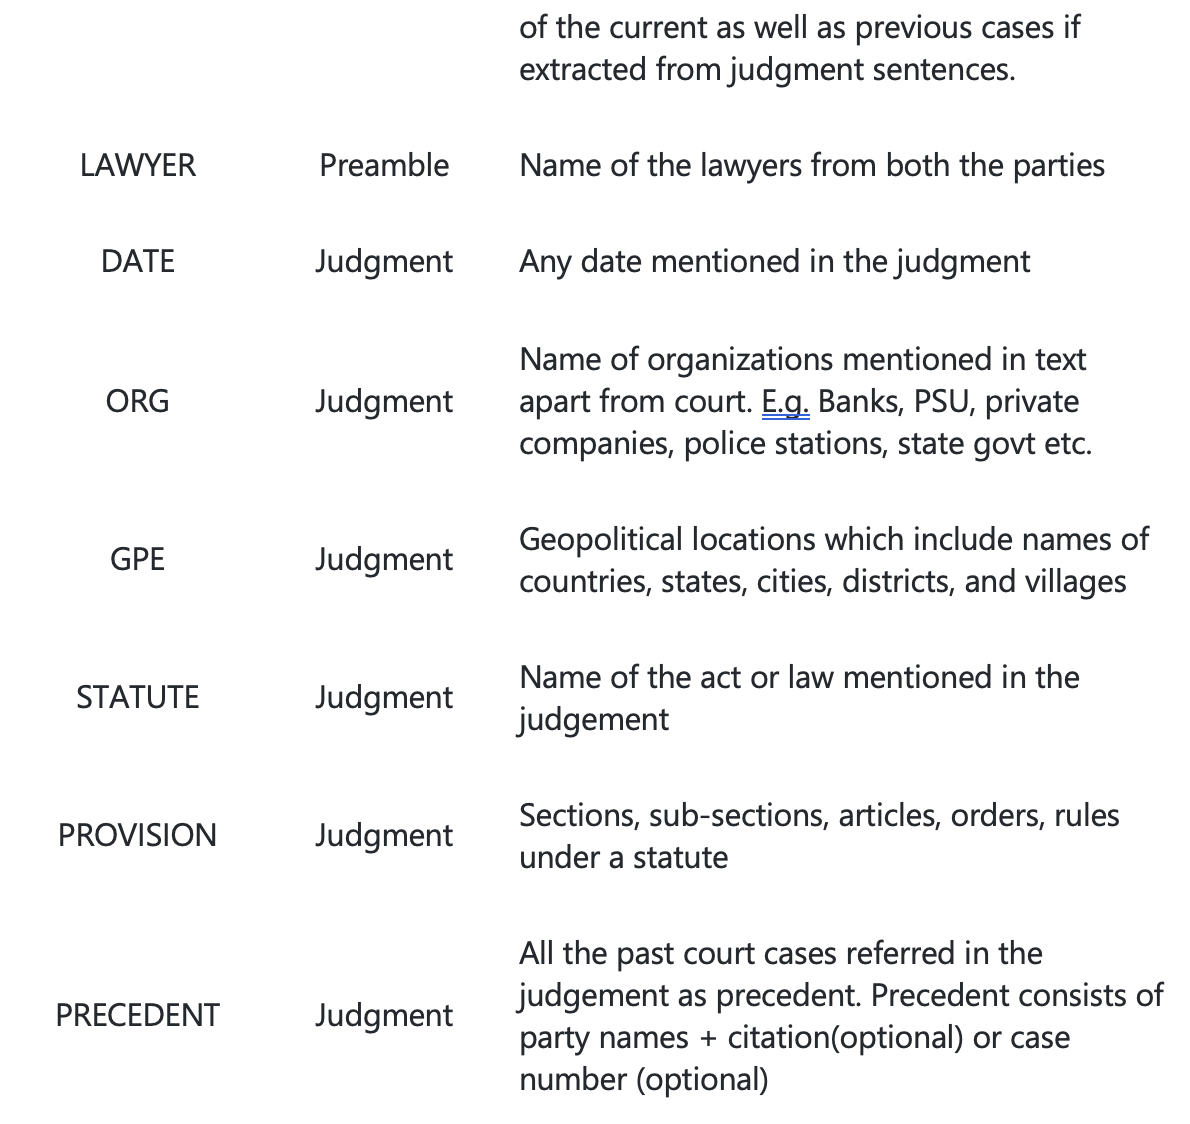 of the current as well as previous cases if
extracted from judgment sentences.
LAWYER Preamble Name of the lawyers from both the parties
DATE Judgment Any date mentioned in the judgment
Name of organizations mentioned in text
ORG Judgment apart from court. E.g. Banks, PSU, private
companies, police stations, state govt etc.
Geopolitical locations which include names of
GPE Judgment
countries, states, cities, districts, and villages
Name of the act or law mentioned in the
STATUTE Judgment
judgement
Sections, sub-sections, articles, orders, rules
PROVISION Judgment
under a statute
All the past court cases referred in the
judgement as precedent. Precedent consists of
PRECEDENT Judgment
party names + citation(optional) or case
number (optional)